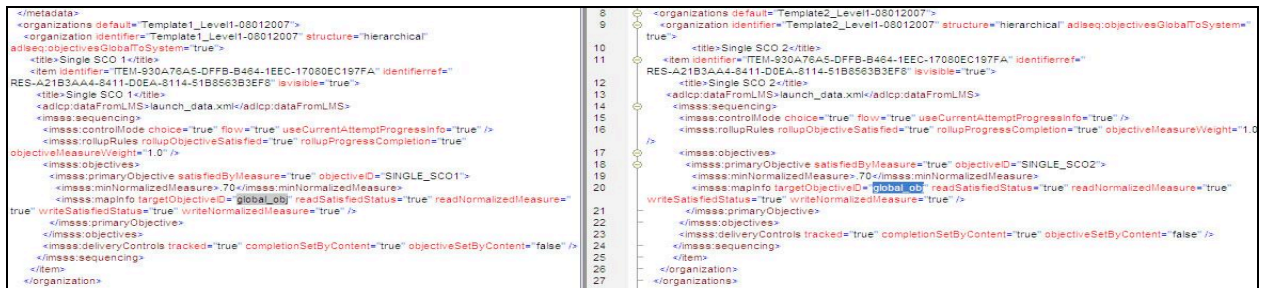 </metadata>
<organizations default="Template1_Level1-08012007">
<organization identifier="Template1_Level1-08012007" structure="hierarchical"
adlseq:objectivesGlobalToSystem="true">
<title>Single SCO 1</title>
<item identifier="ITEM-930A76A5-DFFB-B464-1EEC-17080EC197FA" identifierref="
RES-A21B3AA4-8411-D0EA-8114-51B8563B3EF8" isvisible="true">
<title>Single SCO 1</title>
<adlcp:dataFromLMS>launch_data.xml</adlcp:dataFromLMS>
<imsss:sequencing>
<imsss:controlMode choice="true" flow="true" useCurrentAttemptProgressInfo="true" />
<imsss:rollupRules rollupObjectiveSatisfied="true" rollupProgressCompletion="true"
objectiveMeasureWeight="1.0" />
<imsss:objectives>
<imsss:primaryObjective satisfiedByMeasure="true" objectiveID="SINGLE_SCO1">
<imsss:minNormalizedMeasure>.70</imsss:minNormalizedMeasure>
<imsss:mapInfo targetObjectiveID="global_obj" readSatisfiedStatus="true" readNormalizedMeasure="
true" writeSatisfiedStatus="true" writeNormalizedMeasure="true" />
</imsss:primaryObjective>
</imsss:objectives>
<imsss:deliveryControls tracked="true" completionSetByContent="true" objectiveSetByContent="false" />
</imsss:sequencing>
</item>
</organization>
8 <organizations default="Template2_Level1-08012007">
9 <organization identifier="Template2_Level1-08012007" structure="hierarchical" adlseq:objectivesGlobalToSystem="
true">
10 <title>Single SCO 2</title>
11 <item identifier="ITEM-930A76A5-DFFB-B464-1EEC-17080EC197FA" identifierref="
RES-A21B3AA4-8411-D0EA-8114-51B8563B3EF8" isvisible="true">
12 <title>Single SCO 2</title>
13 <adlcp:dataFromLMS>launch_data.xml</adlcp:dataFromLMS>
14 <imsss:sequencing>
15 <imsss:controlMode choice="true" flow="true" useCurrentAttemptProgressInfo="true" />
16 <imsss:rollupRules rollupObjectiveSatisfied="true" rollupProgressCompletion="true" objectiveMeasureWeight="1.0
/>
17 <imsss:objectives>
18 <imsss:primaryObjective satisfiedByMeasure="true" objectiveID="SINGLE_SCO2">
19 <imsss:minNormalizedMeasure>.70</imsss:minNormalizedMeasure>
20 <imsss:mapInfo targetObjectiveID="global_obj" readSatisfiedStatus="true" readNormalizedMeasure="true"
writeSatisfiedStatus="true" writeNormalizedMeasure="true" />
21 </imsss:primaryObjective>
22 </imsss:objectives>
23 <imsss:deliveryControls tracked="true" completionSetByContent="true" objectiveSetByContent="false" />
24 </imsss:sequencing>
25 </item>
26 </organization>
27 </organizations>